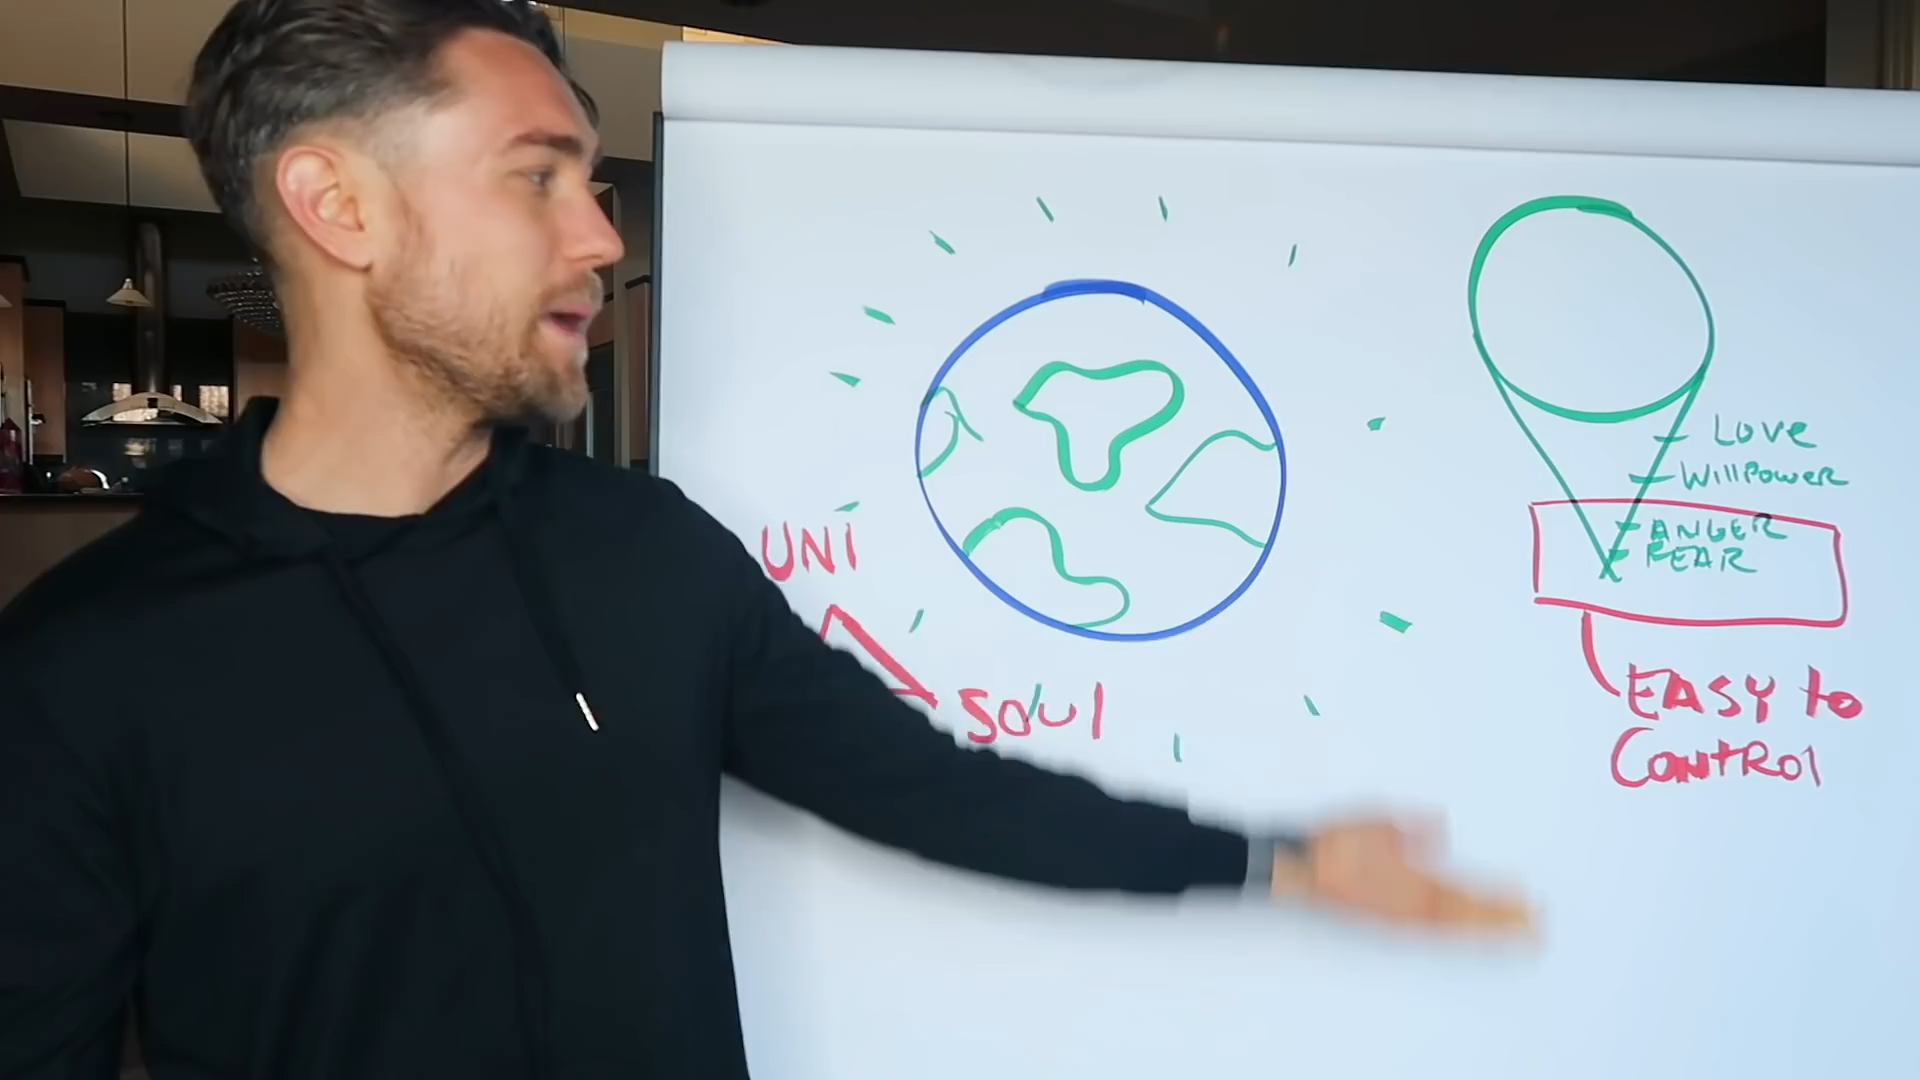 UNI
SOUL
LOVE
WILLPOWER
ANGER
FEAR
EASY to
CONTROL